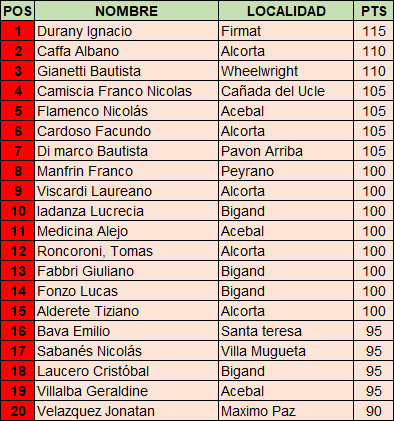 POS NOMBRE LOCALIDAD PTS
1 Durany Ignacio Firmat 115
2 Caffa Albano Alcorta 110
3 Gianetti Bautista Wheelwright 110
4 Camiscia Franco Nicolas Cañada del Ucle 105
5 Flamenco Nicolás Acebal 105
6 Cardoso Facundo Alcorta 105
7 Di marco Bautista Pavon Arriba 105
8 Manfrin Franco Peyrano 100
9 Viscardi Laureano Alcorta 100
10 Iadanza Lucrecia Bigand 100
11 Medicina Alejo Acebal 100
12 Roncoroni, Tomas Alcorta 100
13 Fabbri Giuliano Bigand 100
14 Fonzo Lucas Bigand 100
15 Alderete Tiziano Alcorta 100
16 Bava Emilio Santa teresa 95
17 Sabanés Nicolás Villa Mugueta 95
18 Laucero Cristóbal Bigand 95
19 Villalba Geraldine Acebal 95
20 Velazquez Jonatan Maximo Paz 90